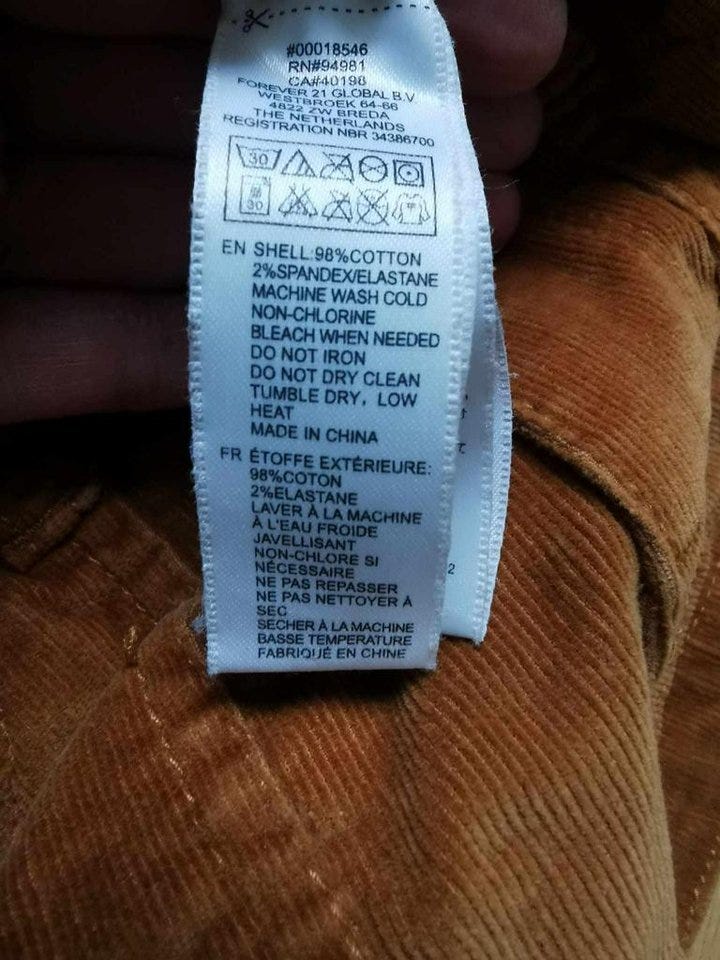 #00018546
RN#94981
CA#40198
FOREVER 21 GLOBAL B.V
WESTBROEK 64-66
4822 ZW BREDA
THE NETHERLANDS
REGISTRATION NBR 34386700
30
30
EN SHELL:98%COTTON
2%SPANDEX/ELASTANE
MACHINE WASH COLD
NON-CHLORINE
BLEACH WHEN NEEDED
DO NOT IRON
DO NOT DRY CLEAN
TUMBLE DRY, LOW
HEAT
MADE IN CHINA
FR ÉTOFFE EXTÉRIEURE:
98%COTON
2%ELASTANE
LAVER À LA MACHINE
À L'EAU FROIDE
JAVELLISANT
NON-CHLORE SI
NÉCESSAIRE
NE PAS REPASSER
NE PAS NETTOYER À
SEC
SÉCHER À LA MACHINE
BASSE TEMPERATURE
FABRIQUÉ EN CHINE
2